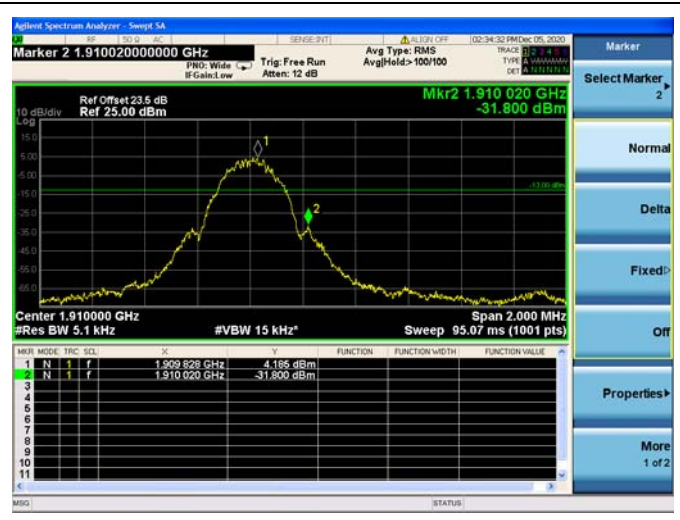 Agilent Spectrum Analyzer - Swept SA
RF 50 Ω AC SENSE:INT ALIGN OFF 02:34:32 PM Dec 05, 2020
Marker 2 1.910020000000 GHz
PNO: Wide
IFGain:Low
Trig: Free Run
Atten: 12 dB
Avg Type: RMS
Avg|Hold:>100/100
TRACE 1 2 3 4 5 6
TYPE
DET A N N N N N
Marker
Select Marker
2
Normal
Delta
Fixed
Off
Properties
More
1 of 2
Mkr2 1.910 020 GHz
-31.800 dBm
Ref Offset 23.5 dB
10 dB/div Ref 25.00 dBm
Log
15.0
5.00
-5.00
-15.0
-25.0
-35.0
-45.0
-55.0
-65.0
1
2
-13.00 dBm
Center 1.910000 GHz Span 2.000 MHz
#Res BW 5.1 kHz #VBW 15 kHz* Sweep 95.07 ms (1001 pts)
MKR MODE TRC SCL X Y FUNCTION FUNCTION WIDTH FUNCTION VALUE
1 N 1 f 1.909 828 GHz 4.185 dBm
2 N 1 f 1.910 020 GHz -31.800 dBm
3
4
5
6
7
8
9
10
11
MSG STATUS